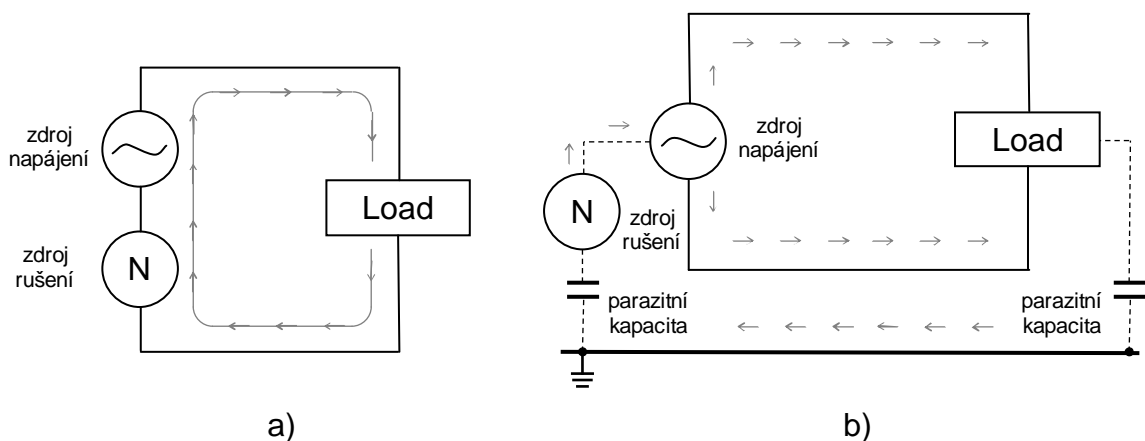 zdroj
napájení
N
zdroj
rušení
Load
a)
zdroj
napájení
Load
N
zdroj
rušení
parazitní
kapacita
parazitní
kapacita
b)